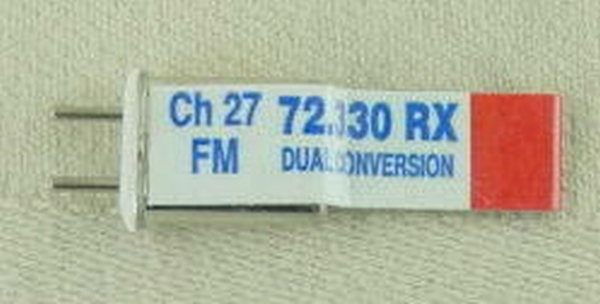 Ch 27 72.330 RX
FM DUAL CONVERSION